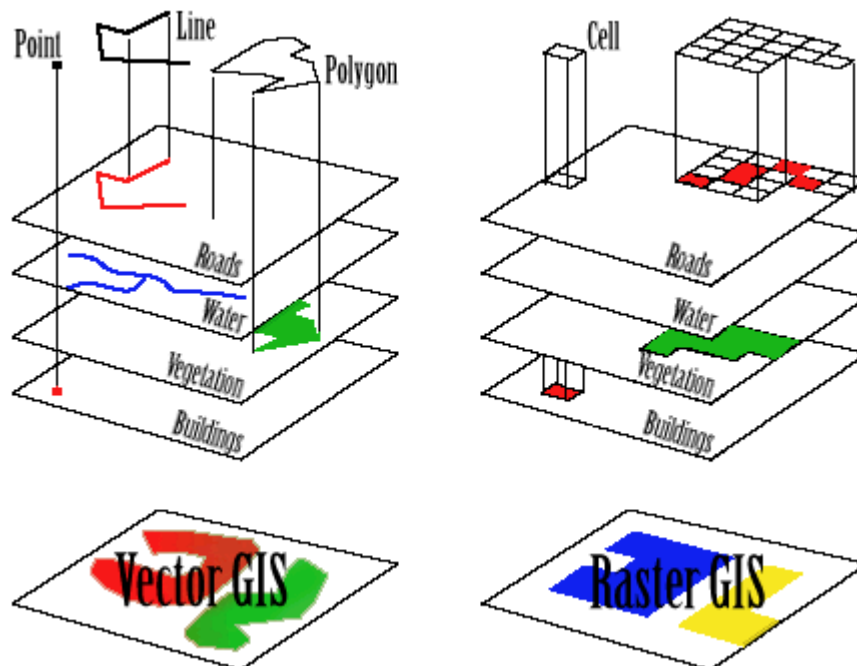 Point
Line
Polygon
Roads
Water
Vegetation
Buildings
Vector GIS
Cell
Roads
Water
Vegetation
Buildings
Raster GIS